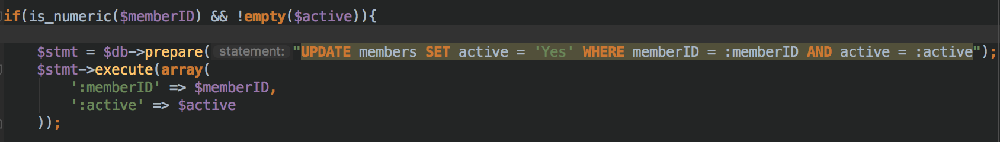 if(is_numeric($memberID) && !empty($active)){
$stmt = $db->prepare( statement: "UPDATE members SET active = 'Yes' WHERE memberID = :memberID AND active = :active");
$stmt->execute(array(
':memberID' => $memberID,
':active' => $active
));